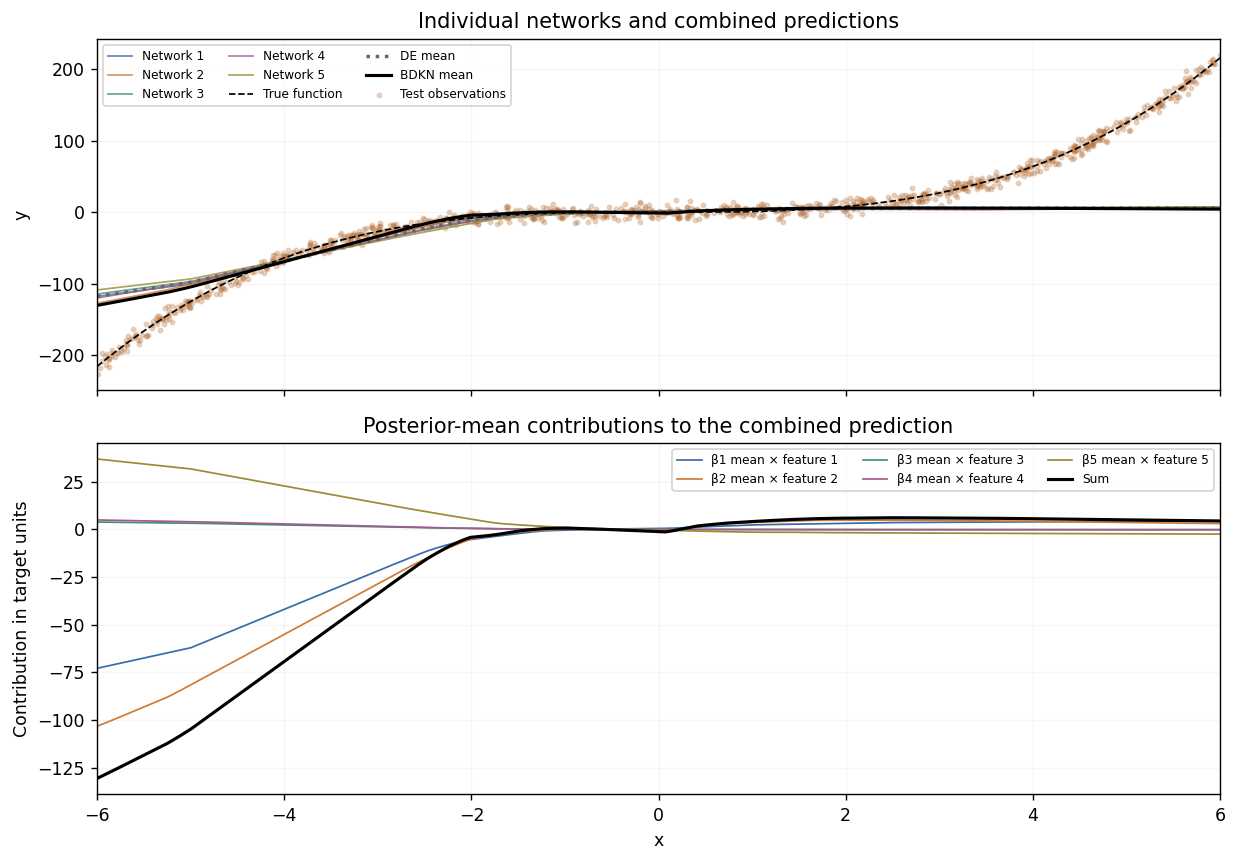 Individual networks and combined predictions
Network 1
Network 2
Network 3
Network 4
Network 5
True function
DE mean
BDKN mean
Test observations
y
200
100
0
−100
−200
Posterior-mean contributions to the combined prediction
β1 mean × feature 1
β2 mean × feature 2
β3 mean × feature 3
β4 mean × feature 4
β5 mean × feature 5
Sum
Contribution in target units
25
0
−25
−50
−75
−100
−125
−6
−4
−2
0
2
4
6
x